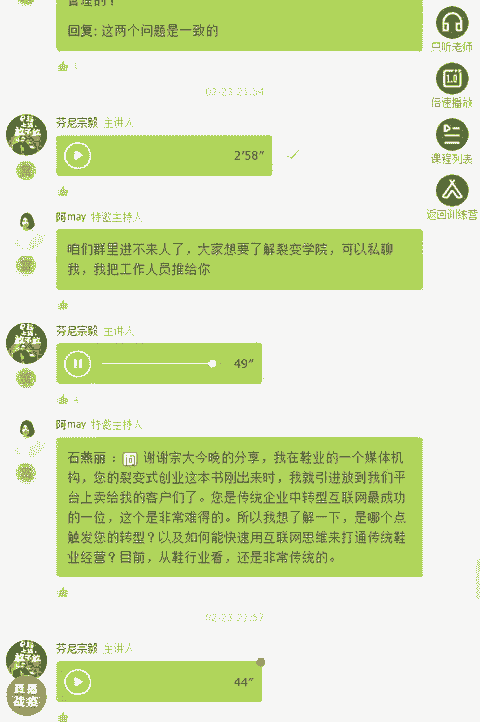 管理的？
回复: 这两个问题是一致的
只听老师
1.0
倍速播放
课程列表
返回训练营
02-23 21:54
芬尼宗毅 主讲人
2'58"
阿may 特邀主持人
咱们群里进不来人了，大家想要了解裂变学院，可以私聊
我，我把工作人员推给你
芬尼宗毅 主讲人
49"
4
阿may 特邀主持人
石燕丽 : 问 谢谢宗大今晚的分享，我在鞋业的一个媒体机
构，您的裂变式创业这本书刚出来时，我就引进放到我们平
台上卖给我的客户们了。您是传统企业中转型互联网最成功
的一位，这个是非常难得的。所以我想了解一下，是哪个点
触发您的转型？以及如何能快速用互联网思维来打通传统鞋
业经营？目前，从鞋行业看，还是非常传统的。
02-23 21:57
芬尼宗毅 主讲人
44"